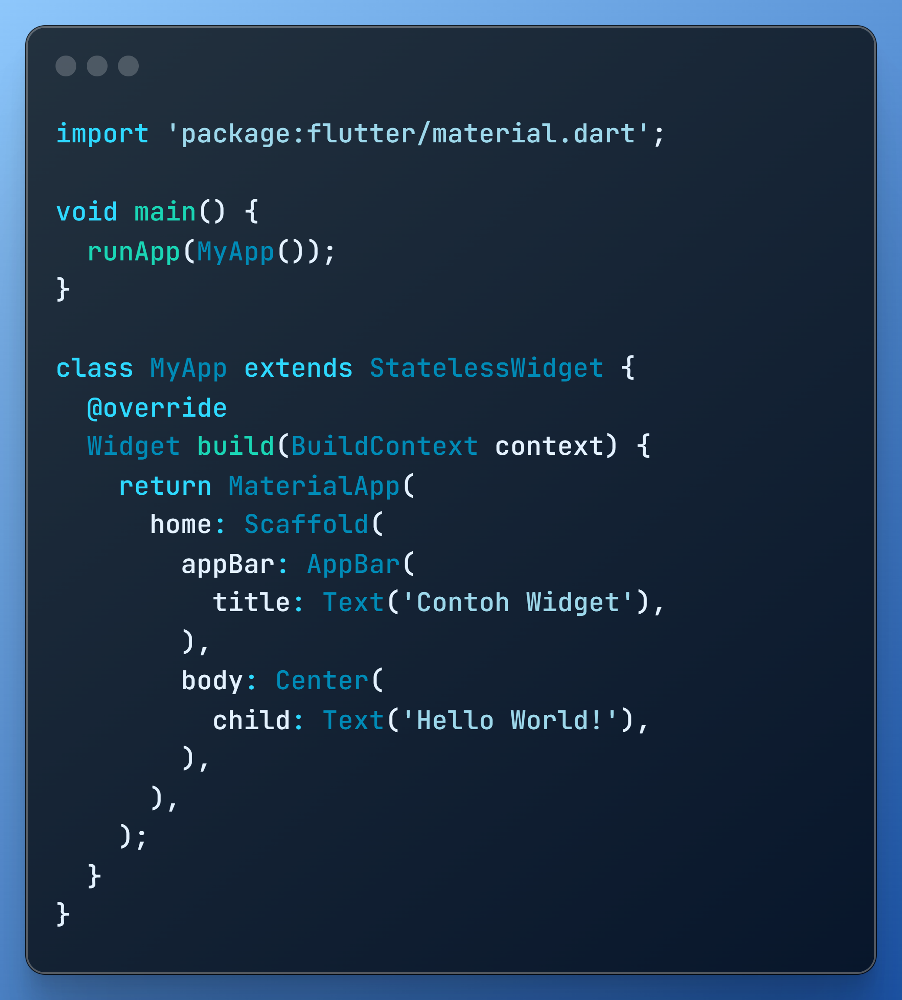 import 'package:flutter/material.dart';

void main() {
  runApp(MyApp());
}

class MyApp extends StatelessWidget {
  @override
  Widget build(BuildContext context) {
    return MaterialApp(
      home: Scaffold(
        appBar: AppBar(
          title: Text('Contoh Widget'),
        ),
        body: Center(
          child: Text('Hello World!'),
        ),
      ),
    );
  }
}